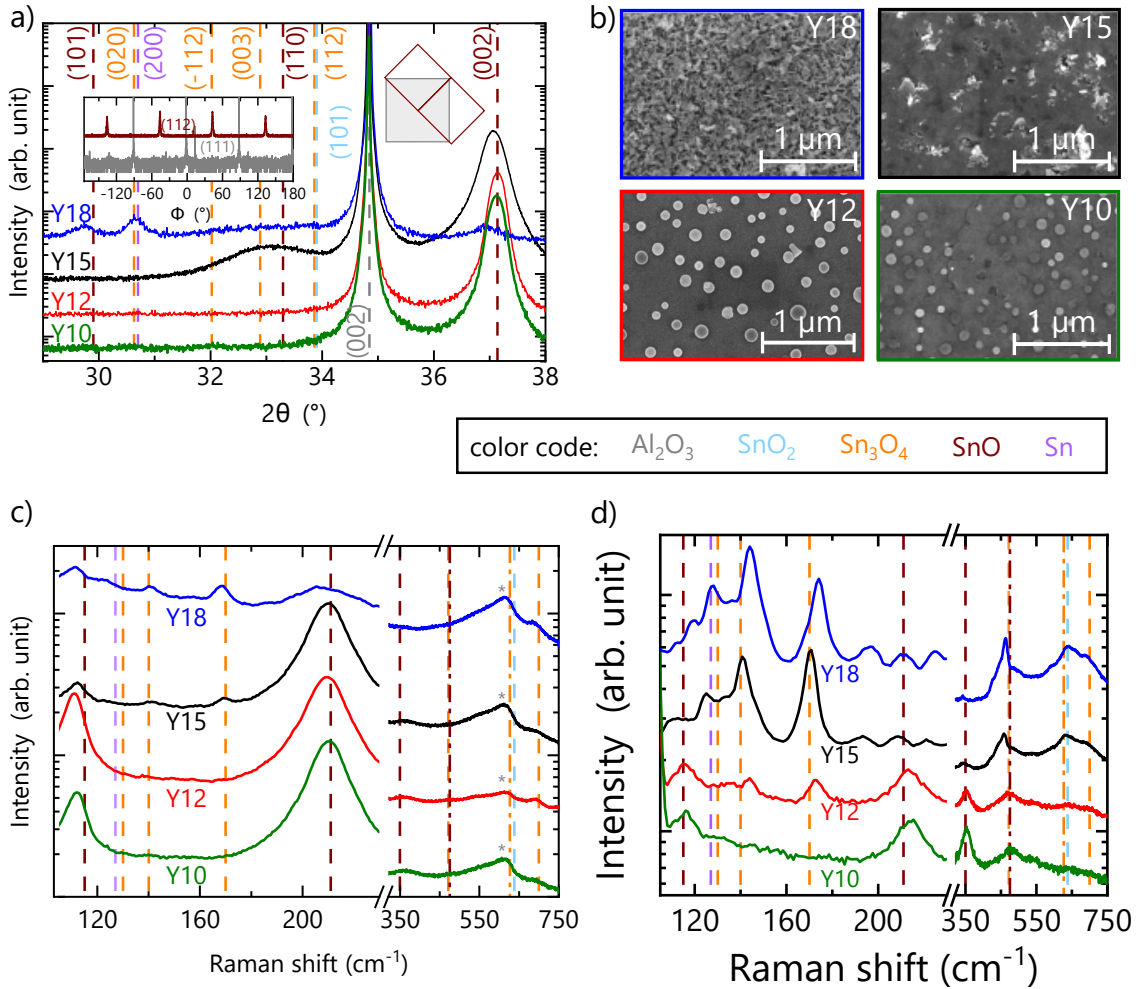 a)
(101)
(020)
(200)
(-112)
(003)
(110)
(112)
(101)
(002)
(002)
(112)
(111)
-120 -60 0 60 120 180
Φ (°)
Y18
Y15
Y12
Y10
Intensity (arb. unit)
30 32 34 36 38
2θ (°)
b)
Y18
1 μm
Y15
1 μm
Y12
1 μm
Y10
1 μm
color code: Al₂O₃ SnO₂ Sn₃O₄ SnO Sn
c)
Y18
Y15
Y12
Y10
*
*
*
*
Intensity (arb. unit)
120 160 200 350 550 750
Raman shift (cm⁻¹)
d)
Y18
Y15
Y12
Y10
Intensity (arb. unit)
120 160 200 350 550 750
Raman shift (cm⁻¹)